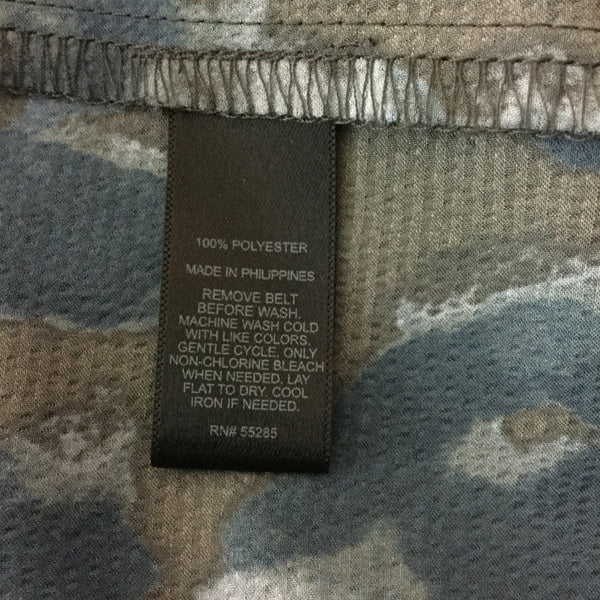 100% POLYESTER
MADE IN PHILIPPINES
REMOVE BELT
BEFORE WASH.
MACHINE WASH COLD
WITH LIKE COLORS.
GENTLE CYCLE. ONLY
NON-CHLORINE BLEACH
WHEN NEEDED. LAY
FLAT TO DRY. COOL
IRON IF NEEDED.
RN# 55285